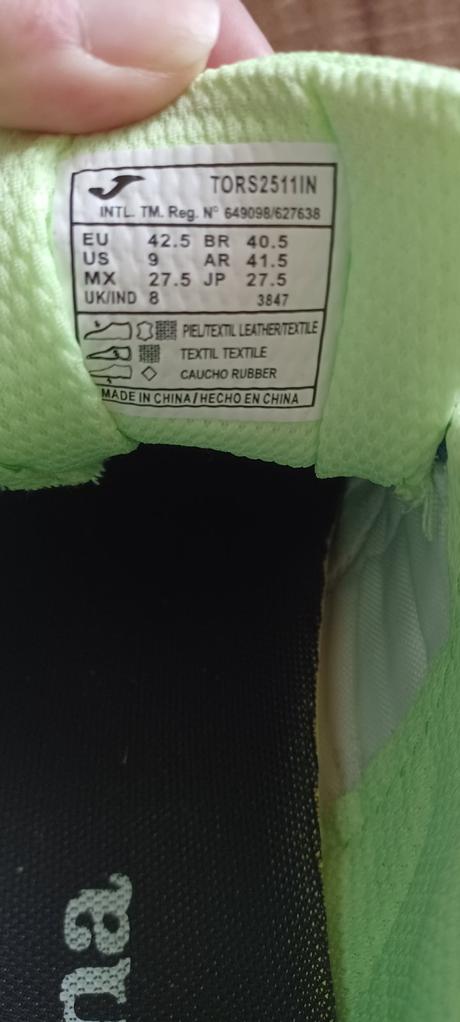 TORS2511IN
INTL. TM. Reg. Nº 649098/627638
EU 42.5 BR 40.5
US 9 AR 41.5
MX 27.5 JP 27.5
UK/IND 8 3847
PIEL/TEXTIL LEATHER/TEXTILE
TEXTIL TEXTILE
CAUCHO RUBBER
MADE IN CHINA/HECHO EN CHINA
na